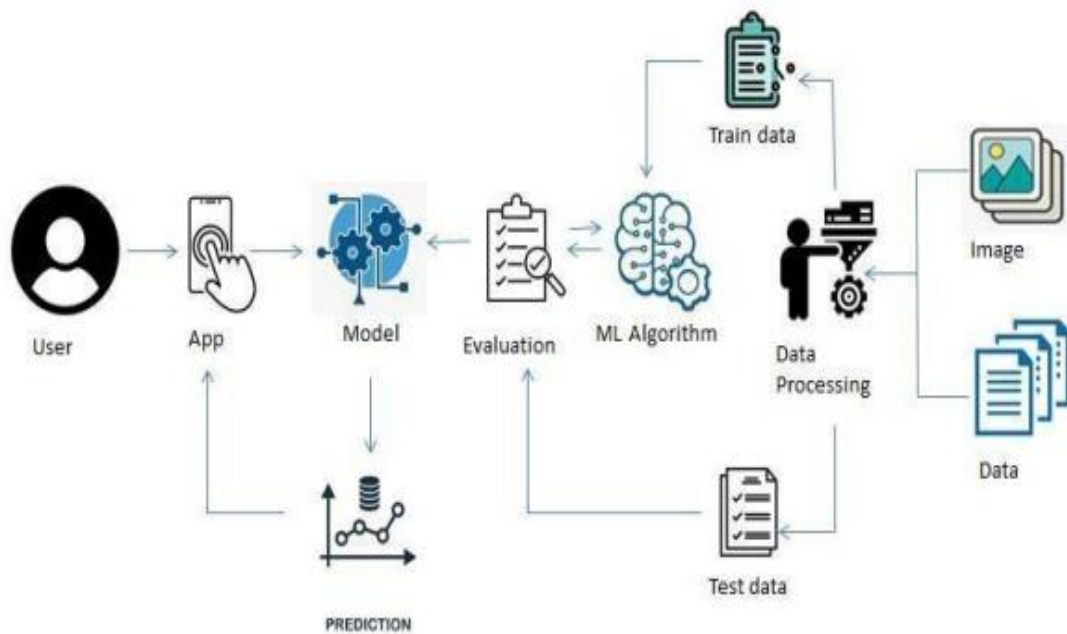 Train data
Image
User
App
Model
Evaluation
ML Algorithm
Data
Processing
Data
Test data
PREDICTION